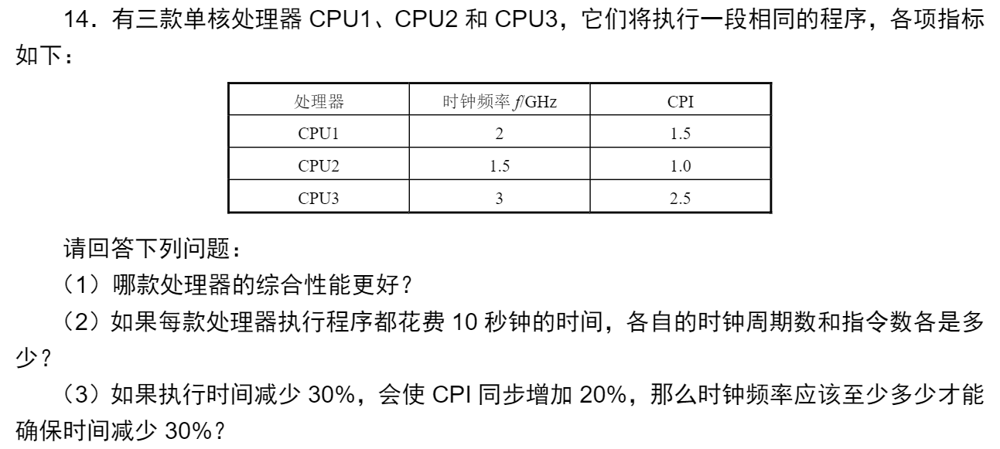 14．有三款单核处理器 CPU1、CPU2 和 CPU3，它们将执行一段相同的程序，各项指标
如下：
处理器 时钟频率 f/GHz CPI
CPU1 2 1.5
CPU2 1.5 1.0
CPU3 3 2.5
请回答下列问题：
（1）哪款处理器的综合性能更好？
（2）如果每款处理器执行程序都花费 10 秒钟的时间，各自的时钟周期数和指令数各是多
少？
（3）如果执行时间减少 30%，会使 CPI 同步增加 20%，那么时钟频率应该至少多少才能
确保时间减少 30%？